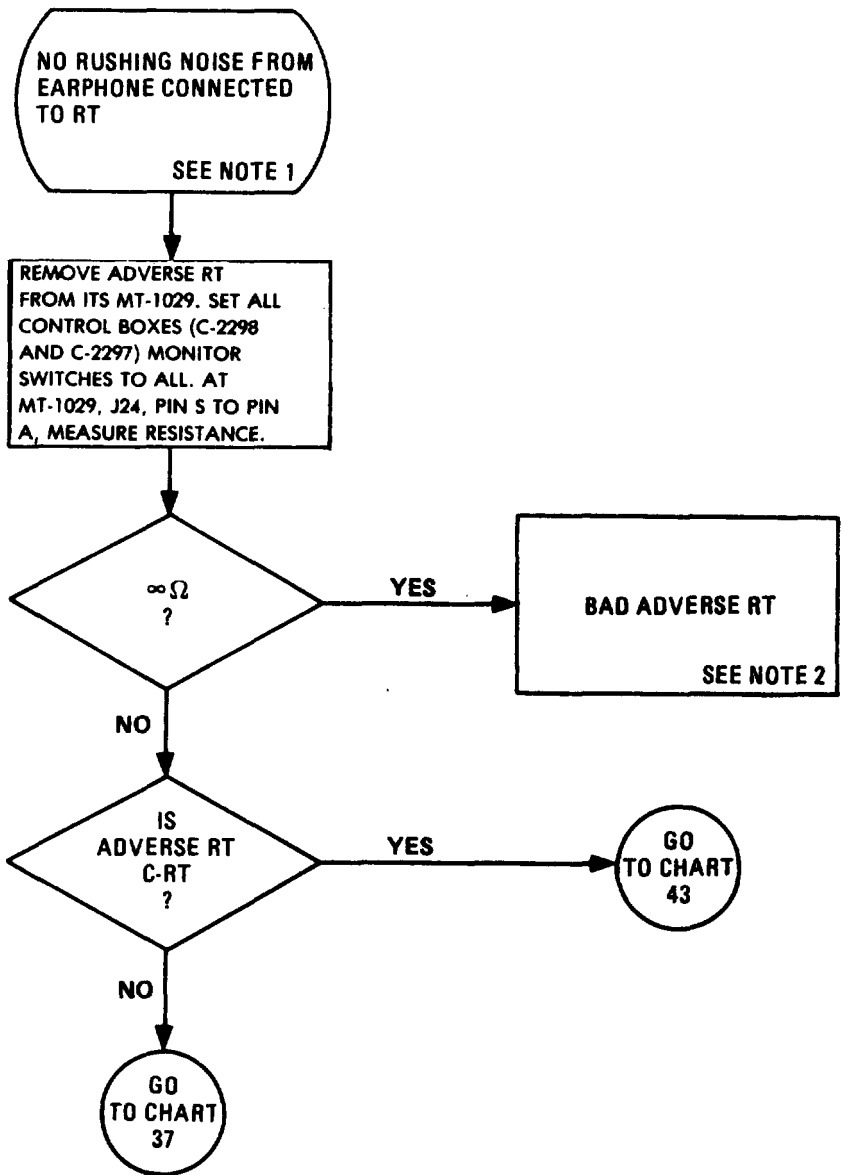 NO RUSHING NOISE FROM
EARPHONE CONNECTED
TO RT
SEE NOTE 1
REMOVE ADVERSE RT
FROM ITS MT-1029. SET ALL
CONTROL BOXES (C-2298
AND C-2297) MONITOR
SWITCHES TO ALL. AT
MT-1029, J24, PIN S TO PIN
A, MEASURE RESISTANCE.
∞ Ω
?
YES
BAD ADVERSE RT
SEE NOTE 2
NO
IS
ADVERSE RT
C-RT
?
YES
GO
TO CHART
43
NO
GO
TO CHART
37